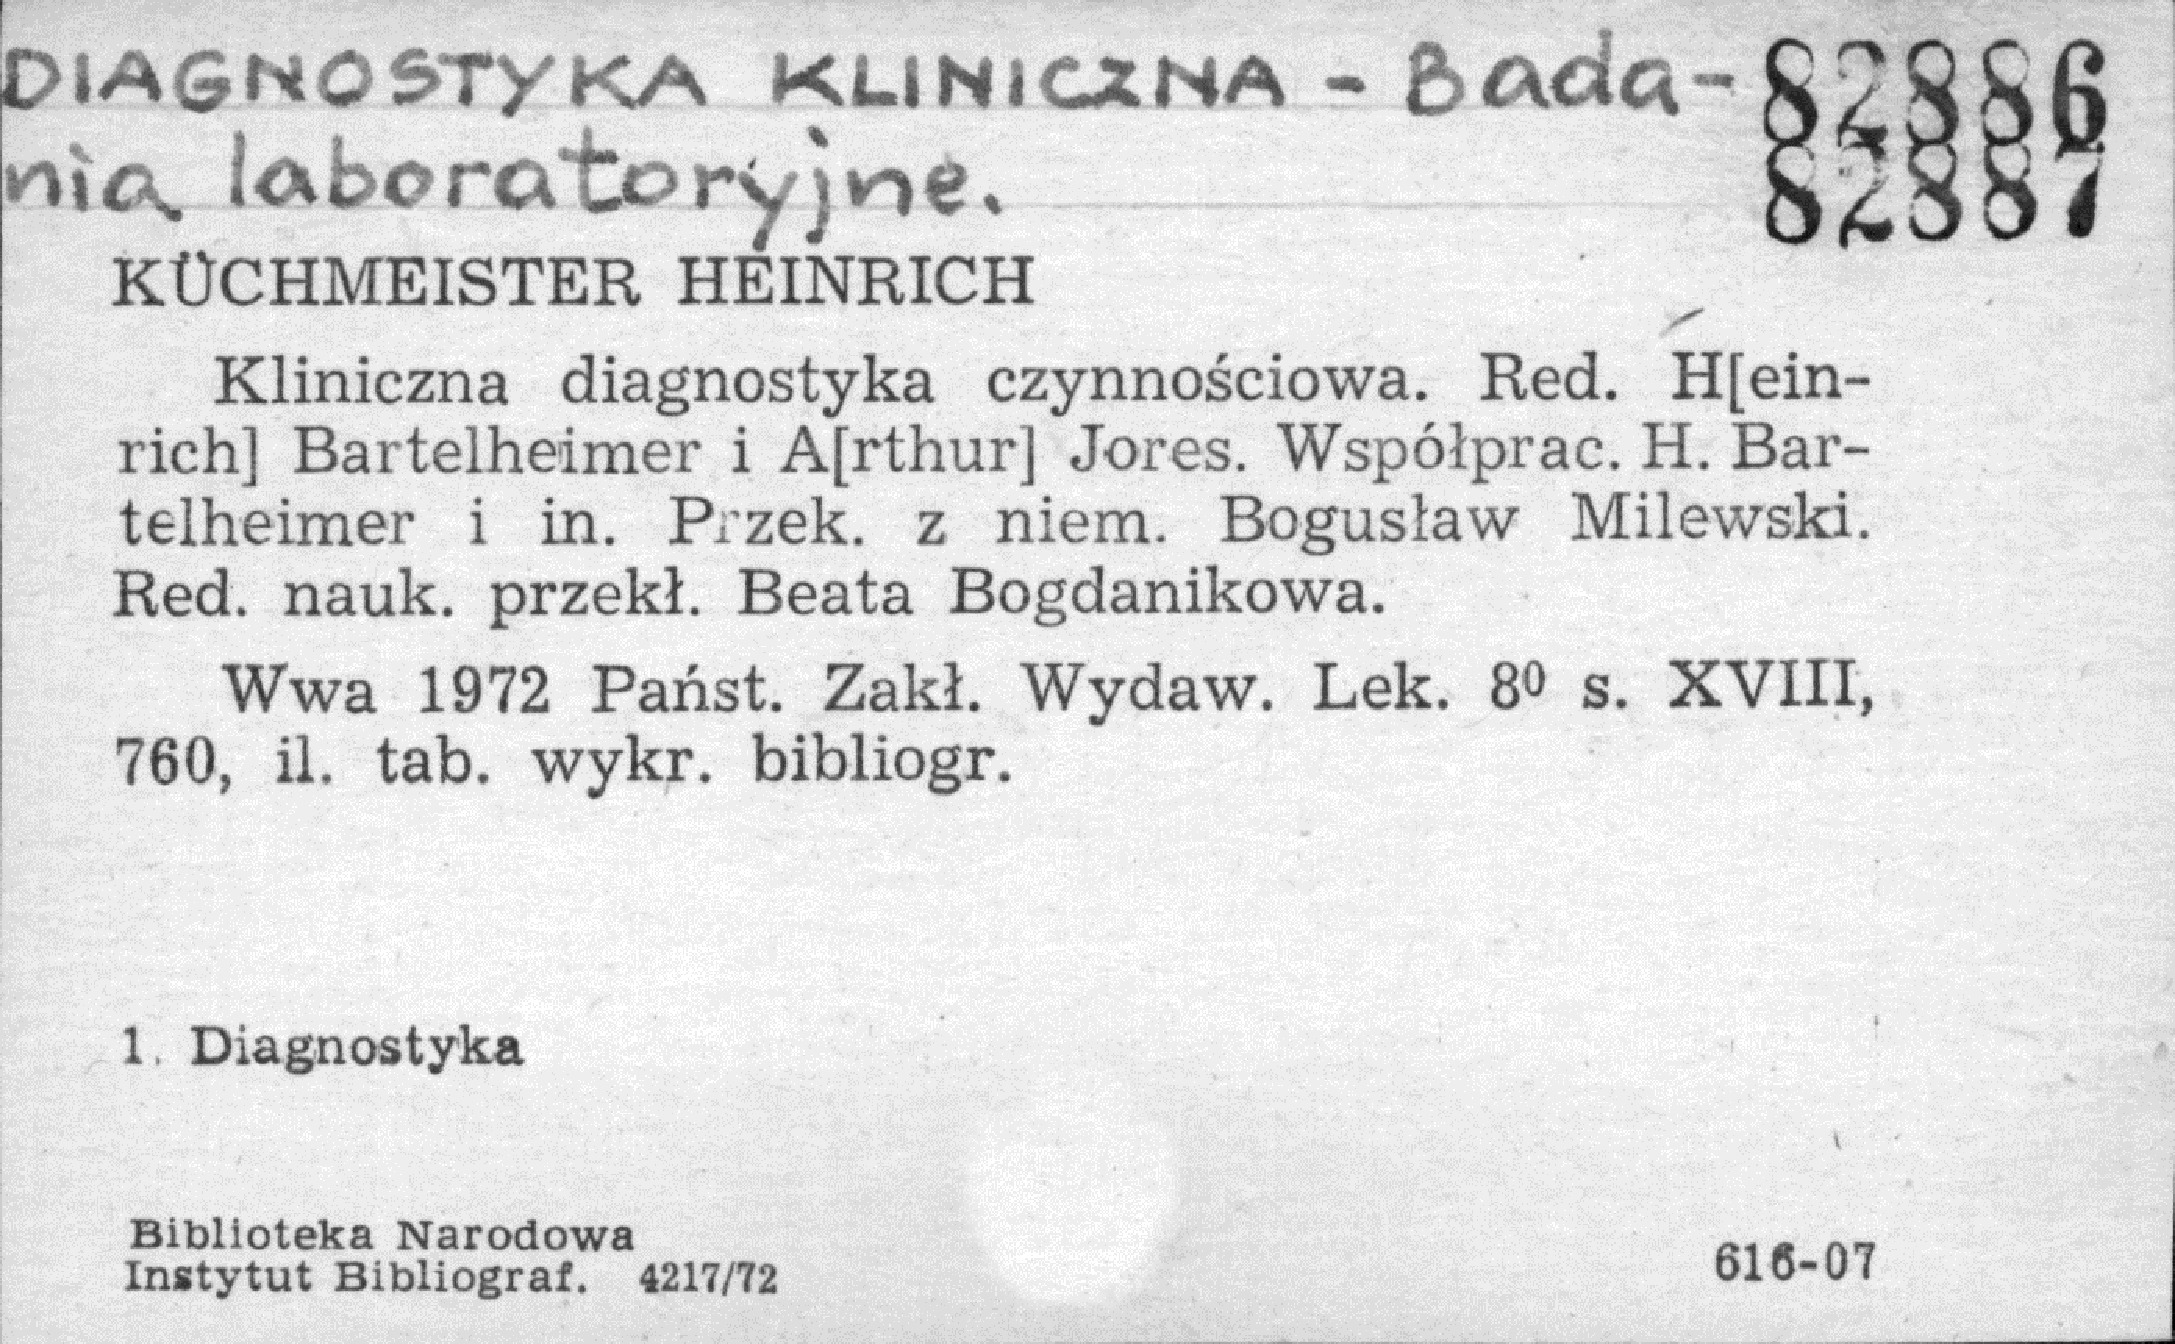 DIAGNOSTYKA KLINICZNA - Bada-
nia laboratoryjne.
82886
82887
KÜCHMEISTER HEINRICH
Kliniczna diagnostyka czynnościowa. Red. H[ein-
rich] Bartelheimer i A[rthur] Jores. Współprac. H. Bar-
telheimer i in. Przek. z niem. Bogusław Milewski.
Red. nauk. przekł. Beata Bogdanikowa.
Wwa 1972 Państ. Zakł. Wydaw. Lek. 8⁰ s. XVIII,
760, il. tab. wykr. bibliogr.
1. Diagnostyka
Biblioteka Narodowa
Instytut Bibliograf. 4217/72
616-07